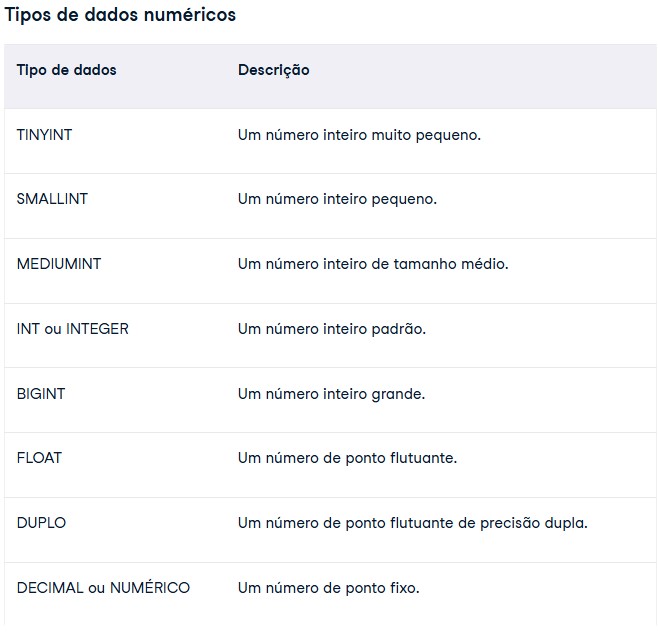 Tipos de dados numéricos
Tipo de dados Descrição
TINYINT Um número inteiro muito pequeno.
SMALLINT Um número inteiro pequeno.
MEDIUMINT Um número inteiro de tamanho médio.
INT ou INTEGER Um número inteiro padrão.
BIGINT Um número inteiro grande.
FLOAT Um número de ponto flutuante.
DUPLO Um número de ponto flutuante de precisão dupla.
DECIMAL ou NUMÉRICO Um número de ponto fixo.